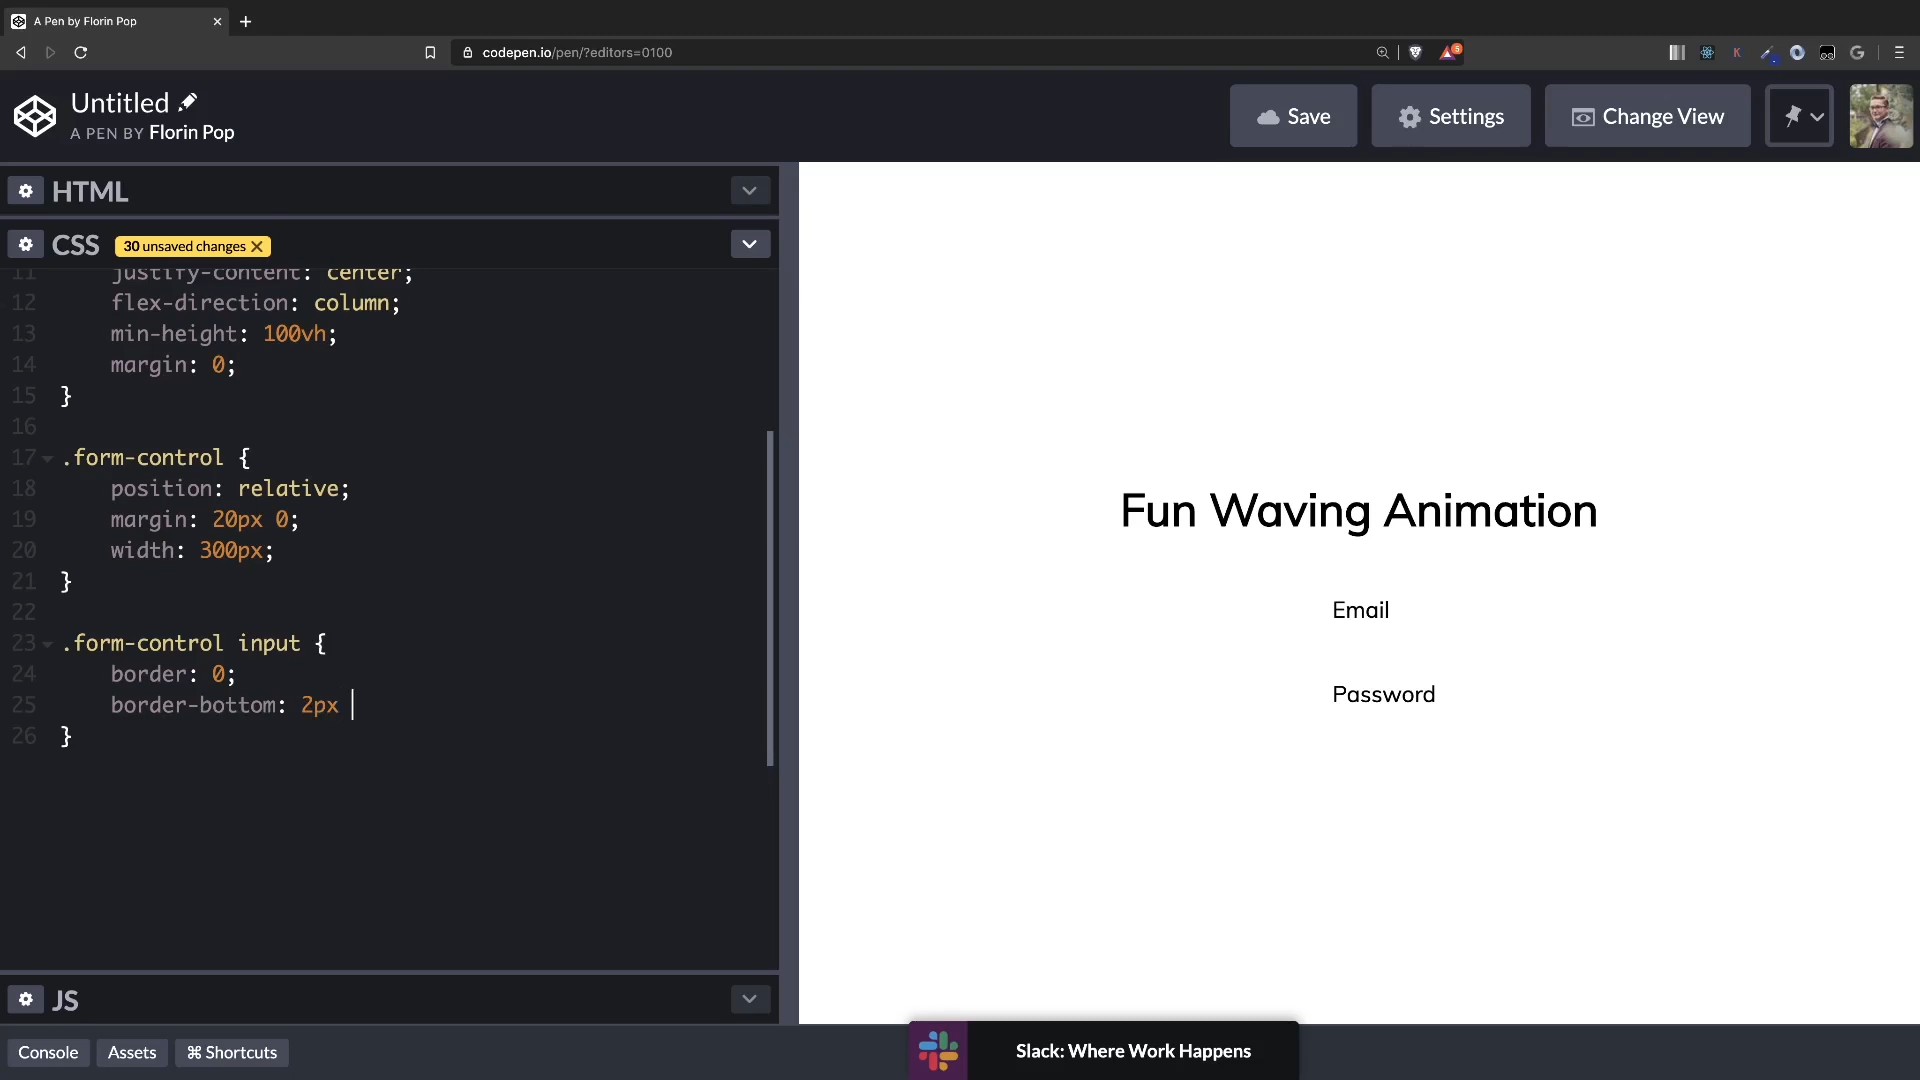 A Pen by Florin Pop
codepen.io/pen/?editors=0100
5
K
G
Untitled
A PEN BY Florin Pop
Save
Settings
Change View
HTML
CSS
30 unsaved changes
11 justify-content: center;
12 flex-direction: column;
13 min-height: 100vh;
14 margin: 0;
15 }
16
17 .form-control {
18 position: relative;
19 margin: 20px 0;
20 width: 300px;
21 }
22
23 .form-control input {
24 border: 0;
25 border-bottom: 2px
26 }
Fun Waving Animation
Email
Password
JS
Console
Assets
⌘ Shortcuts
Slack: Where Work Happens